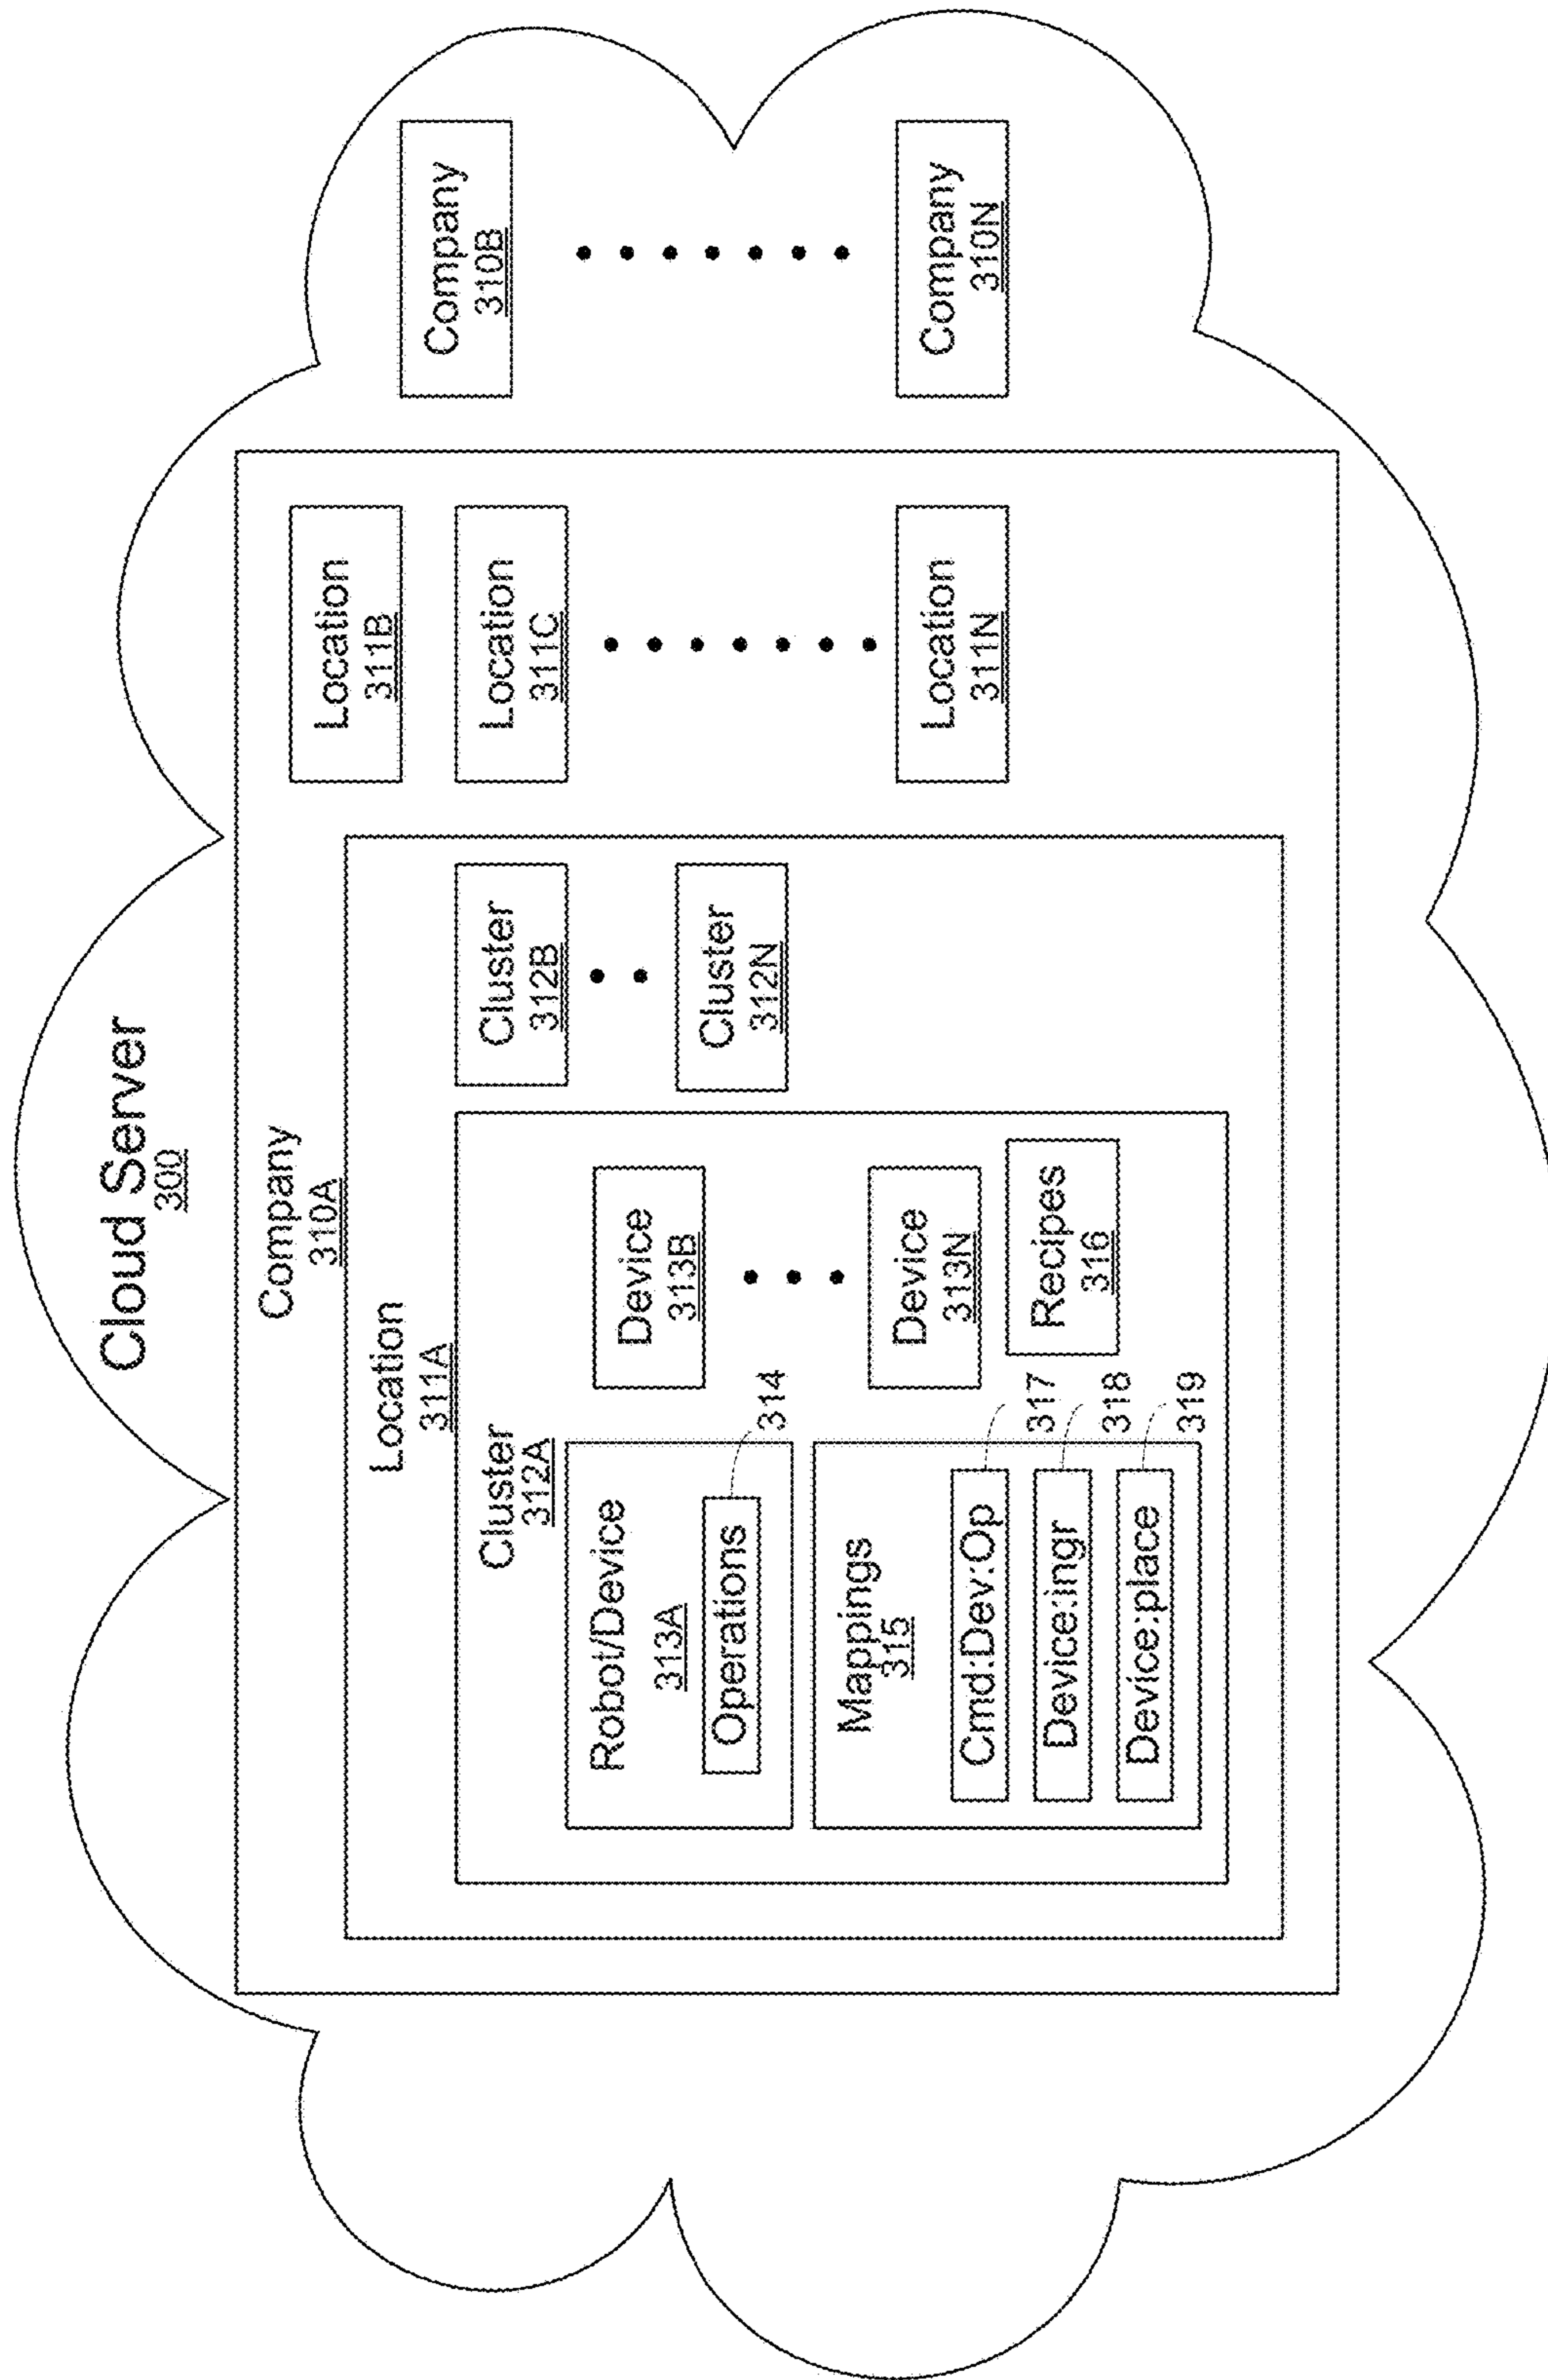 Cloud Server
300
Company
310A
Location
311A
Cluster
312A
Robot/Device
313A
Operations
314
Mappings
315
Cmd:Dev:Op
317
Device:ingr
318
Device:place
319
Device
313B
Device
313N
Recipes
316
Cluster
312B
Cluster
312N
Location
311B
Location
311C
Location
311N
Company
310B
Company
310N